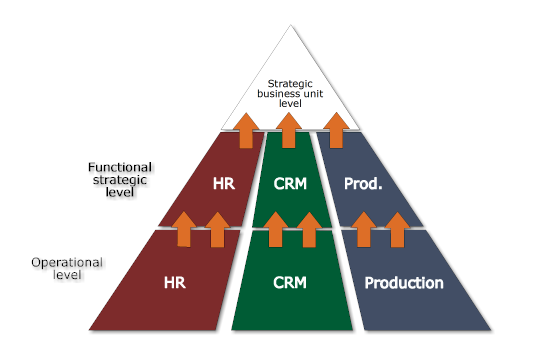 Strategic
business unit
level
Functional
strategic
level
HR
CRM
Prod.
Operational
level
HR
CRM
Production